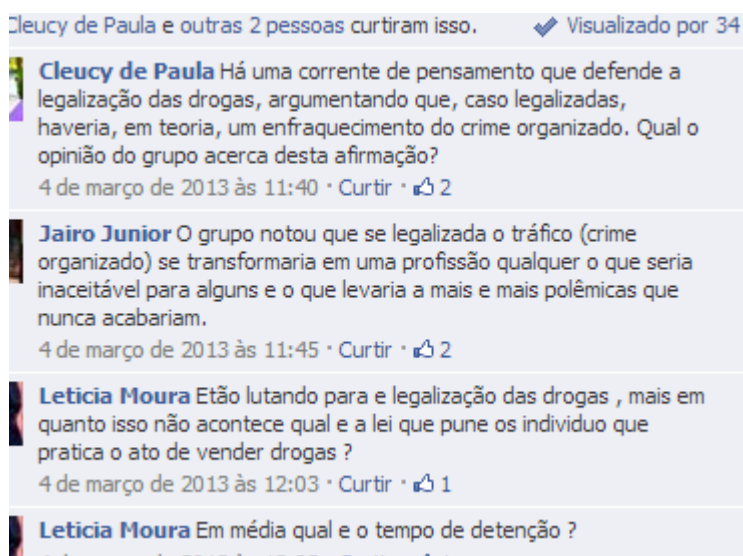 Cleucy de Paula e outras 2 pessoas curtiram isso. Visualizado por 34
Cleucy de Paula Há uma corrente de pensamento que defende a
legalização das drogas, argumentando que, caso legalizadas,
haveria, em teoria, um enfraquecimento do crime organizado. Qual o
opinião do grupo acerca desta afirmação?
4 de março de 2013 às 11:40 · Curtir · 2
Jairo Junior O grupo notou que se legalizada o tráfico (crime
organizado) se transformaria em uma profissão qualquer o que seria
inaceitável para alguns e o que levaria a mais e mais polêmicas que
nunca acabariam.
4 de março de 2013 às 11:45 · Curtir · 2
Leticia Moura Etão lutando para e legalização das drogas , mais em
quanto isso não acontece qual e a lei que pune os individuo que
pratica o ato de vender drogas ?
4 de março de 2013 às 12:03 · Curtir · 1
Leticia Moura Em média qual e o tempo de detenção ?